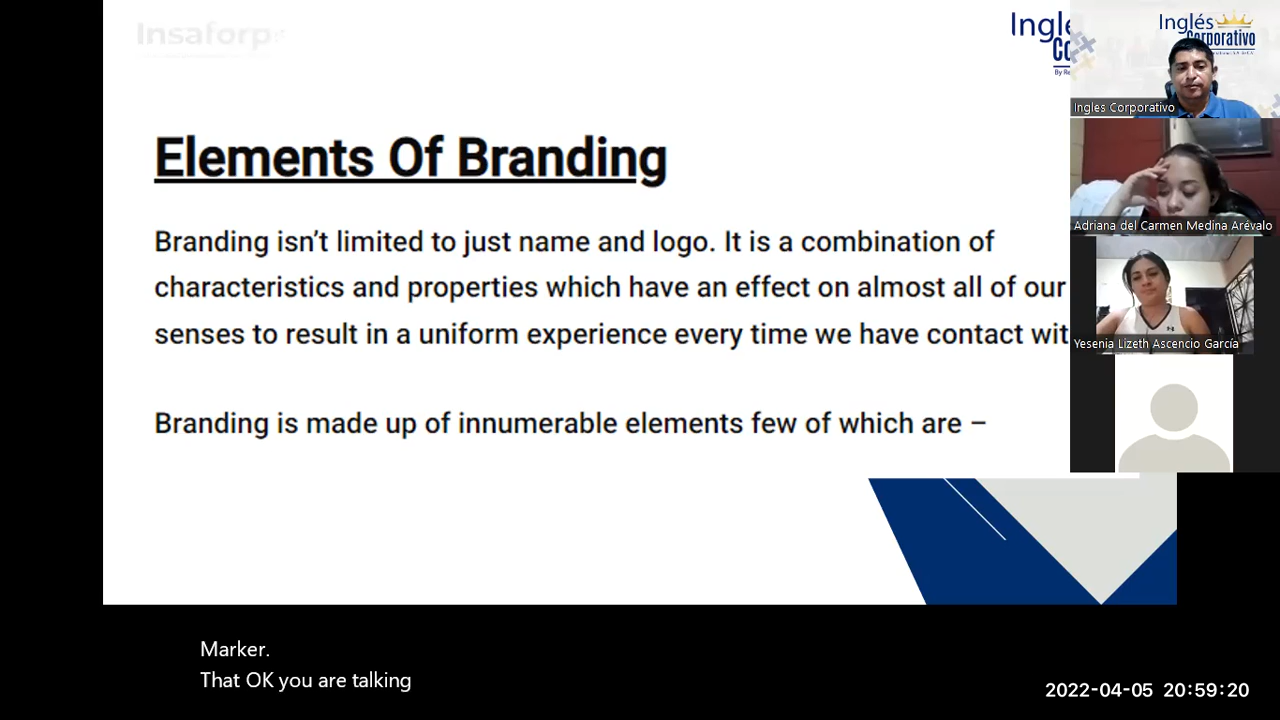 Insaforp
Ingle
Co
By Re
Inglés
Corporativo
Ingles Corporativo
Adriana del Carmen Medina Arévalo
Yesenia Lizeth Ascencio García
Elements Of Branding
Branding isn't limited to just name and logo. It is a combination of
characteristics and properties which have an effect on almost all of our
senses to result in a uniform experience every time we have contact wit
Branding is made up of innumerable elements few of which are –
Marker.
That OK you are talking
2022-04-05 20:59:20